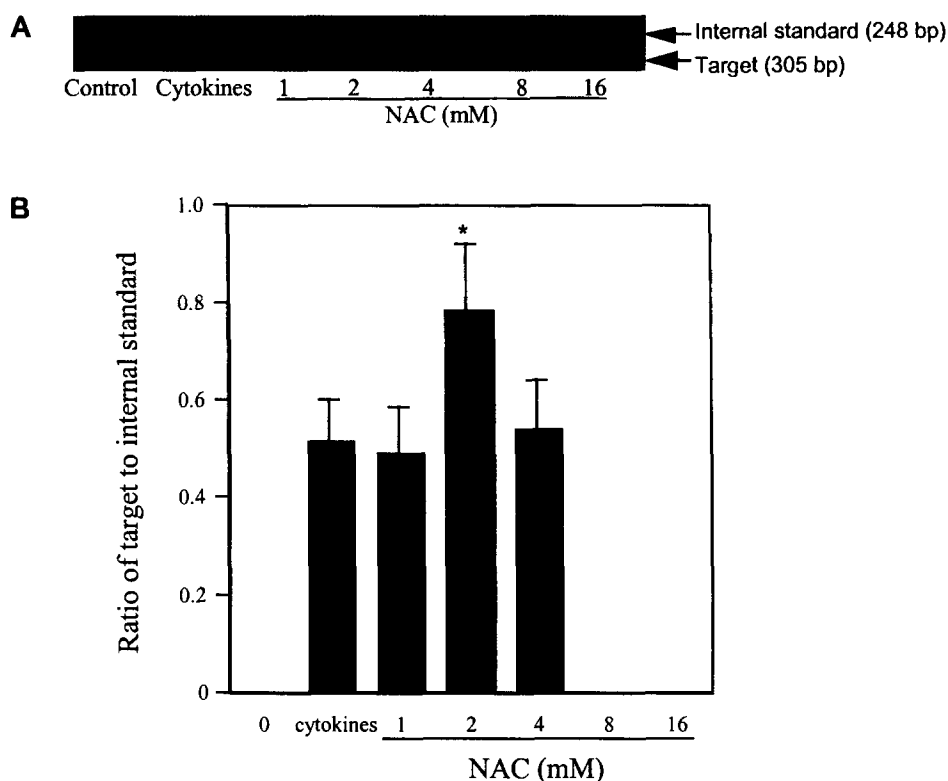 A
Internal standard (248 bp)
Target (305 bp)
Control Cytokines 1 2 4 8 16
NAC (mM)
B
Ratio of target to internal standard
1.0
*
0.8
0.6
0.4
0.2
0
0 cytokines 1 2 4 8 16
NAC (mM)